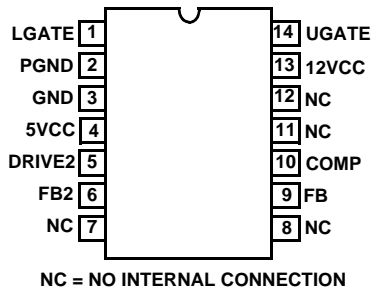 LGATE 1 14 UGATE
PGND 2 13 12VCC
GND 3 12 NC
5VCC 4 11 NC
DRIVE2 5 10 COMP
FB2 6 9 FB
NC 7 8 NC
NC = NO INTERNAL CONNECTION